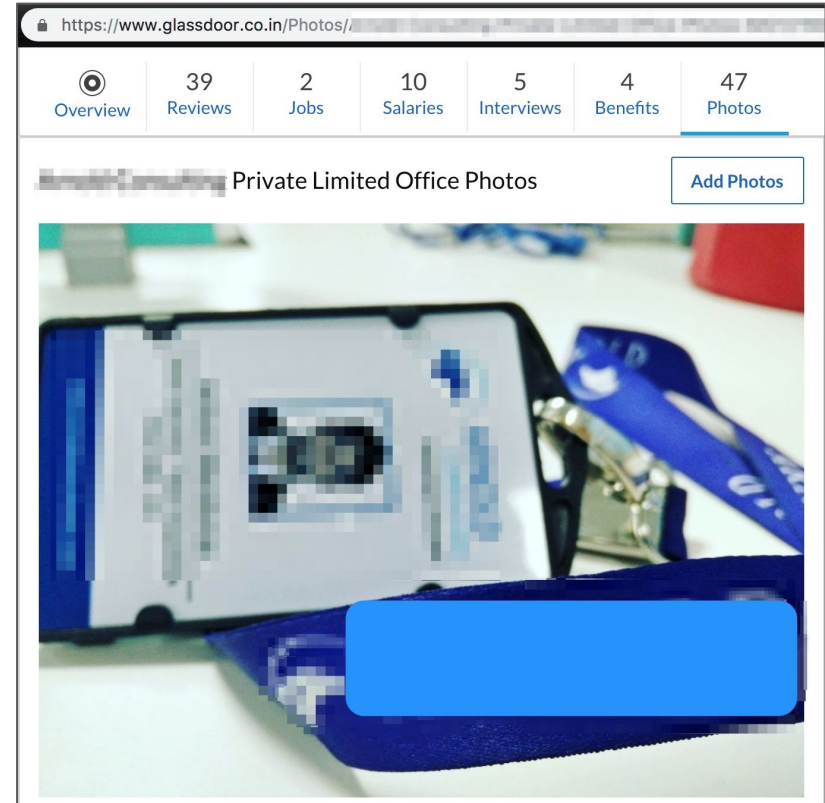 https://www.glassdoor.co.in/Photos/
Overview
39 Reviews
2 Jobs
10 Salaries
5 Interviews
4 Benefits
47 Photos
Private Limited Office Photos
Add Photos